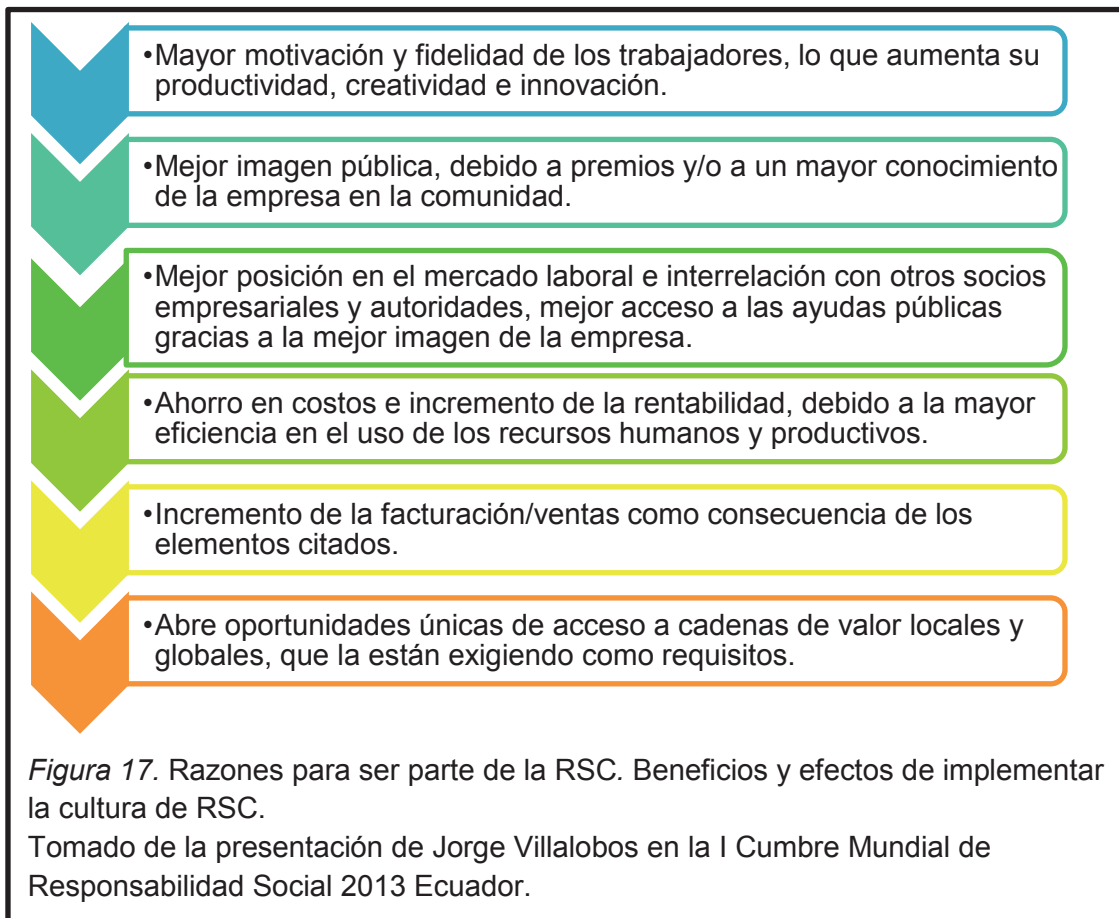 •Mayor motivación y fidelidad de los trabajadores, lo que aumenta su
productividad, creatividad e innovación.
•Mejor imagen pública, debido a premios y/o a un mayor conocimiento
de la empresa en la comunidad.
•Mejor posición en el mercado laboral e interrelación con otros socios
empresariales y autoridades, mejor acceso a las ayudas públicas
gracias a la mejor imagen de la empresa.
•Ahorro en costos e incremento de la rentabilidad, debido a la mayor
eficiencia en el uso de los recursos humanos y productivos.
•Incremento de la facturación/ventas como consecuencia de los
elementos citados.
•Abre oportunidades únicas de acceso a cadenas de valor locales y
globales, que la están exigiendo como requisitos.
Figura 17. Razones para ser parte de la RSC. Beneficios y efectos de implementar
la cultura de RSC.
Tomado de la presentación de Jorge Villalobos en la I Cumbre Mundial de
Responsabilidad Social 2013 Ecuador.